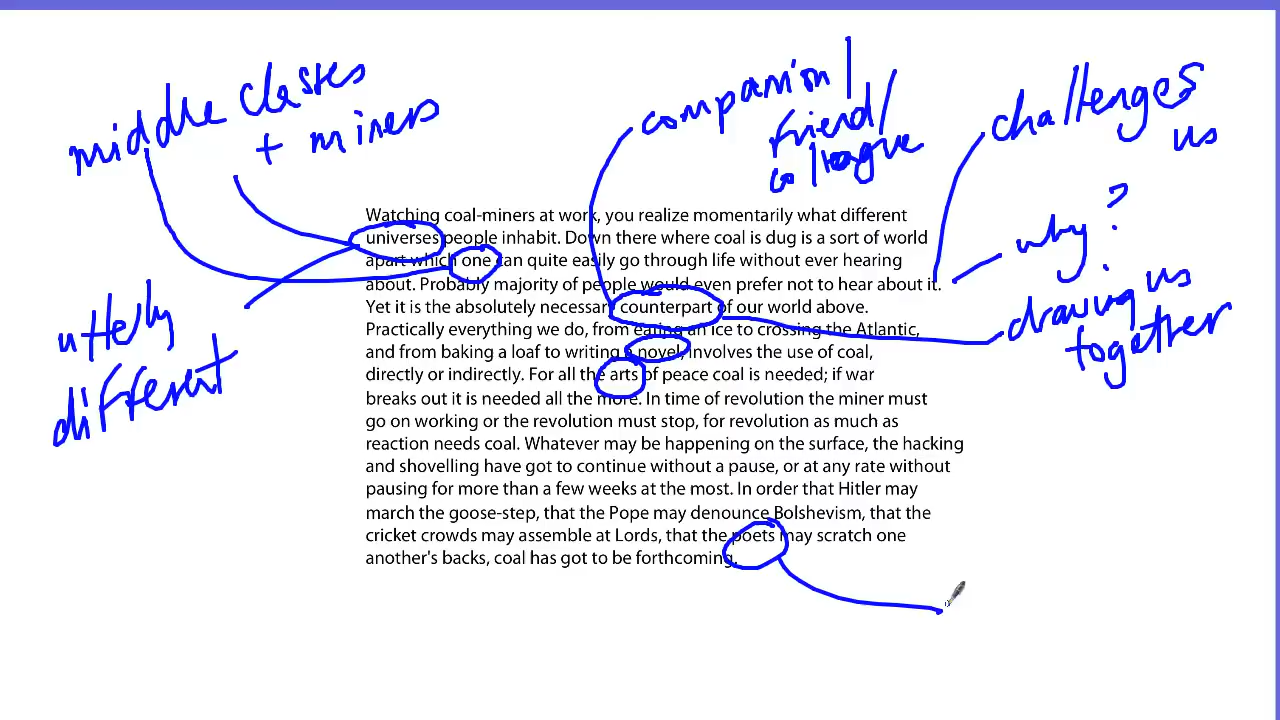 middle classes
+ miners
companion/
friend/
colleague
challenges
us
why?
drawing us
together
utterly
different
Watching coal-miners at work, you realize momentarily what different
universes people inhabit. Down there where coal is dug is a sort of world
apart which one can quite easily go through life without ever hearing
about. Probably majority of people would even prefer not to hear about it.
Yet it is the absolutely necessary counterpart of our world above.
Practically everything we do, from eating an ice to crossing the Atlantic,
and from baking a loaf to writing a novel, involves the use of coal,
directly or indirectly. For all the arts of peace coal is needed; if war
breaks out it is needed all the more. In time of revolution the miner must
go on working or the revolution must stop, for revolution as much as
reaction needs coal. Whatever may be happening on the surface, the hacking
and shovelling have got to continue without a pause, or at any rate without
pausing for more than a few weeks at the most. In order that Hitler may
march the goose-step, that the Pope may denounce Bolshevism, that the
cricket crowds may assemble at Lords, that the poets may scratch one
another's backs, coal has got to be forthcoming.